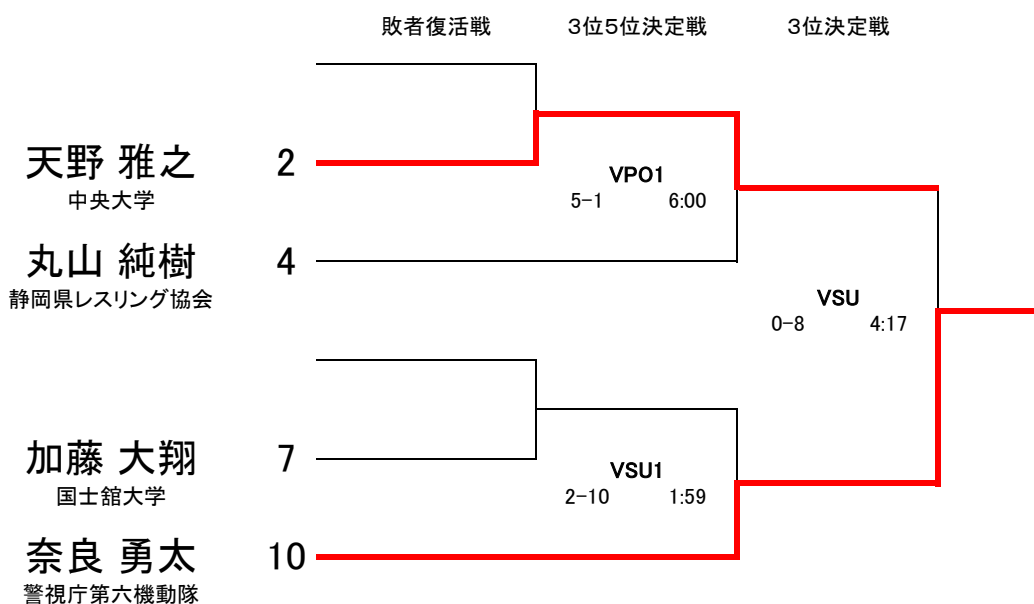 敗者復活戦 3位5位決定戦 3位決定戦
天野 雅之 2
中央大学
VPO1
5-1 6:00
丸山 純樹 4
静岡県レスリング協会
VSU
0-8 4:17
加藤 大翔 7
国士舘大学
VSU1
2-10 1:59
奈良 勇太 10
警視庁第六機動隊